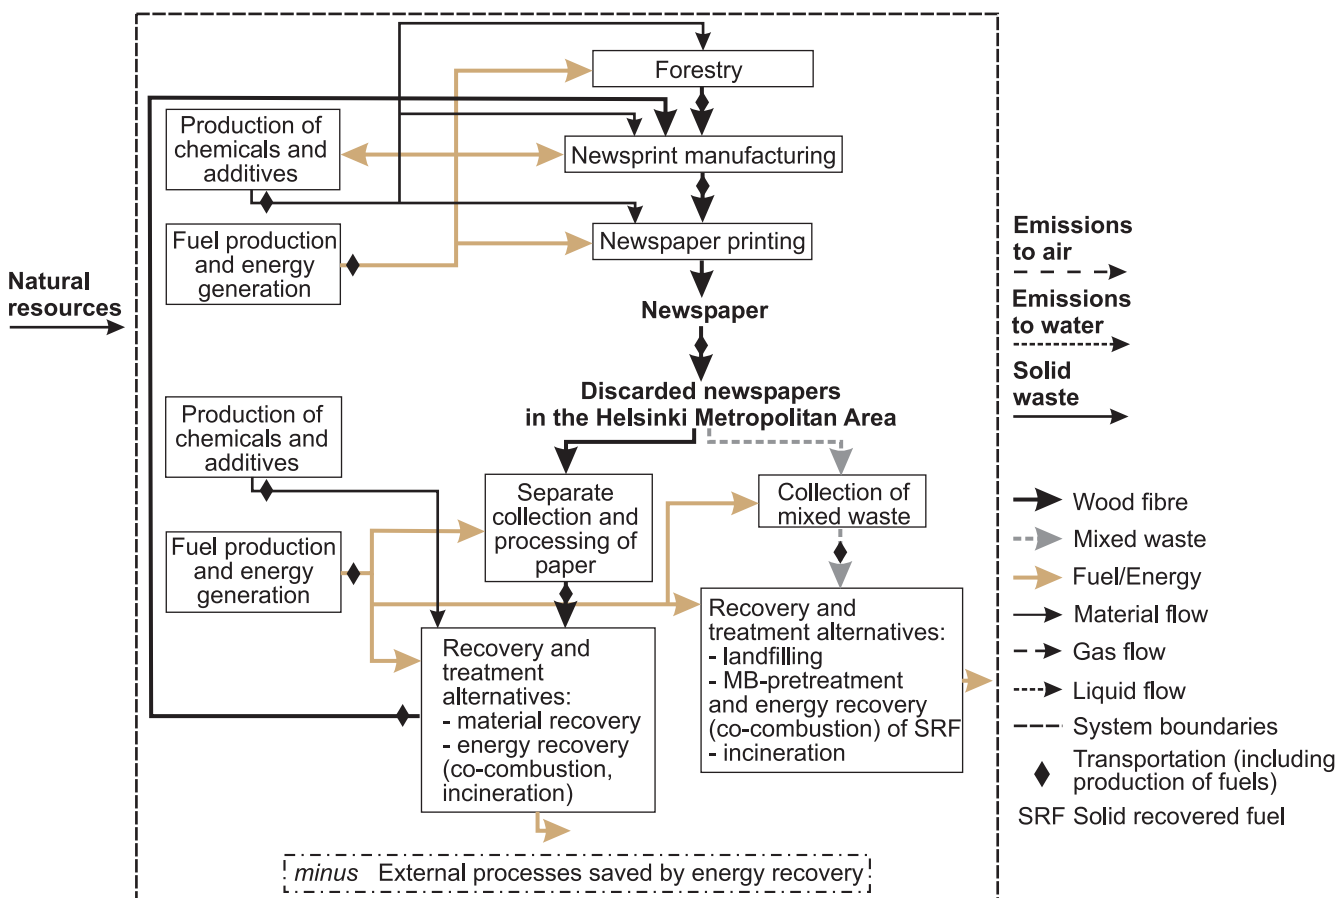 Forestry
Production of
chemicals and
additives
Newsprint manufacturing
Fuel production
and energy
generation
Newspaper printing
Natural
resources
Newspaper
Discarded newspapers
in the Helsinki Metropolitan Area
Production of
chemicals and
additives
Separate
collection and
processing of
paper
Collection of
mixed waste
Fuel production
and energy
generation
Recovery and
treatment
alternatives:
- material recovery
- energy recovery
(co-combustion,
incineration)
Recovery and
treatment alternatives:
- landfilling
- MB-pretreatment
and energy recovery
(co-combustion) of SRF
- incineration
minus External processes saved by energy recovery
Emissions
to air
Emissions
to water
Solid
waste
Wood fibre
Mixed waste
Fuel/Energy
Material flow
Gas flow
Liquid flow
System boundaries
Transportation (including
production of fuels)
SRF Solid recovered fuel